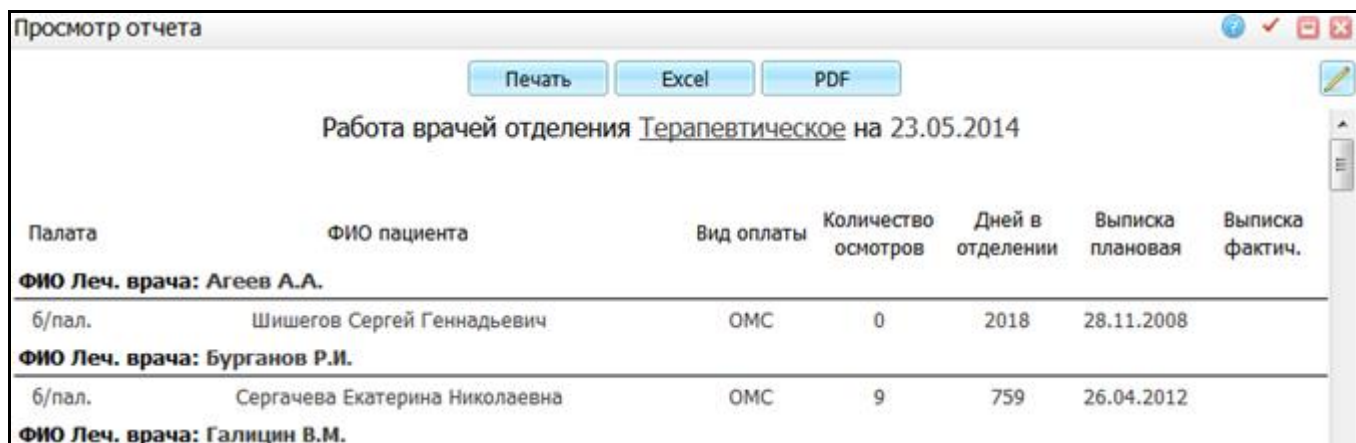 Просмотр отчета
Печать Excel PDF
Работа врачей отделения Терапевтическое на 23.05.2014
Палата ФИО пациента Вид оплаты Количество осмотров Дней в отделении Выписка плановая Выписка фактич.
ФИО Леч. врача: Агеев А.А.
б/пал. Шишегов Сергей Геннадьевич ОМС 0 2018 28.11.2008
ФИО Леч. врача: Бурганов Р.И.
б/пал. Сергачева Екатерина Николаевна ОМС 9 759 26.04.2012
ФИО Леч. врача: Галицин В.М.